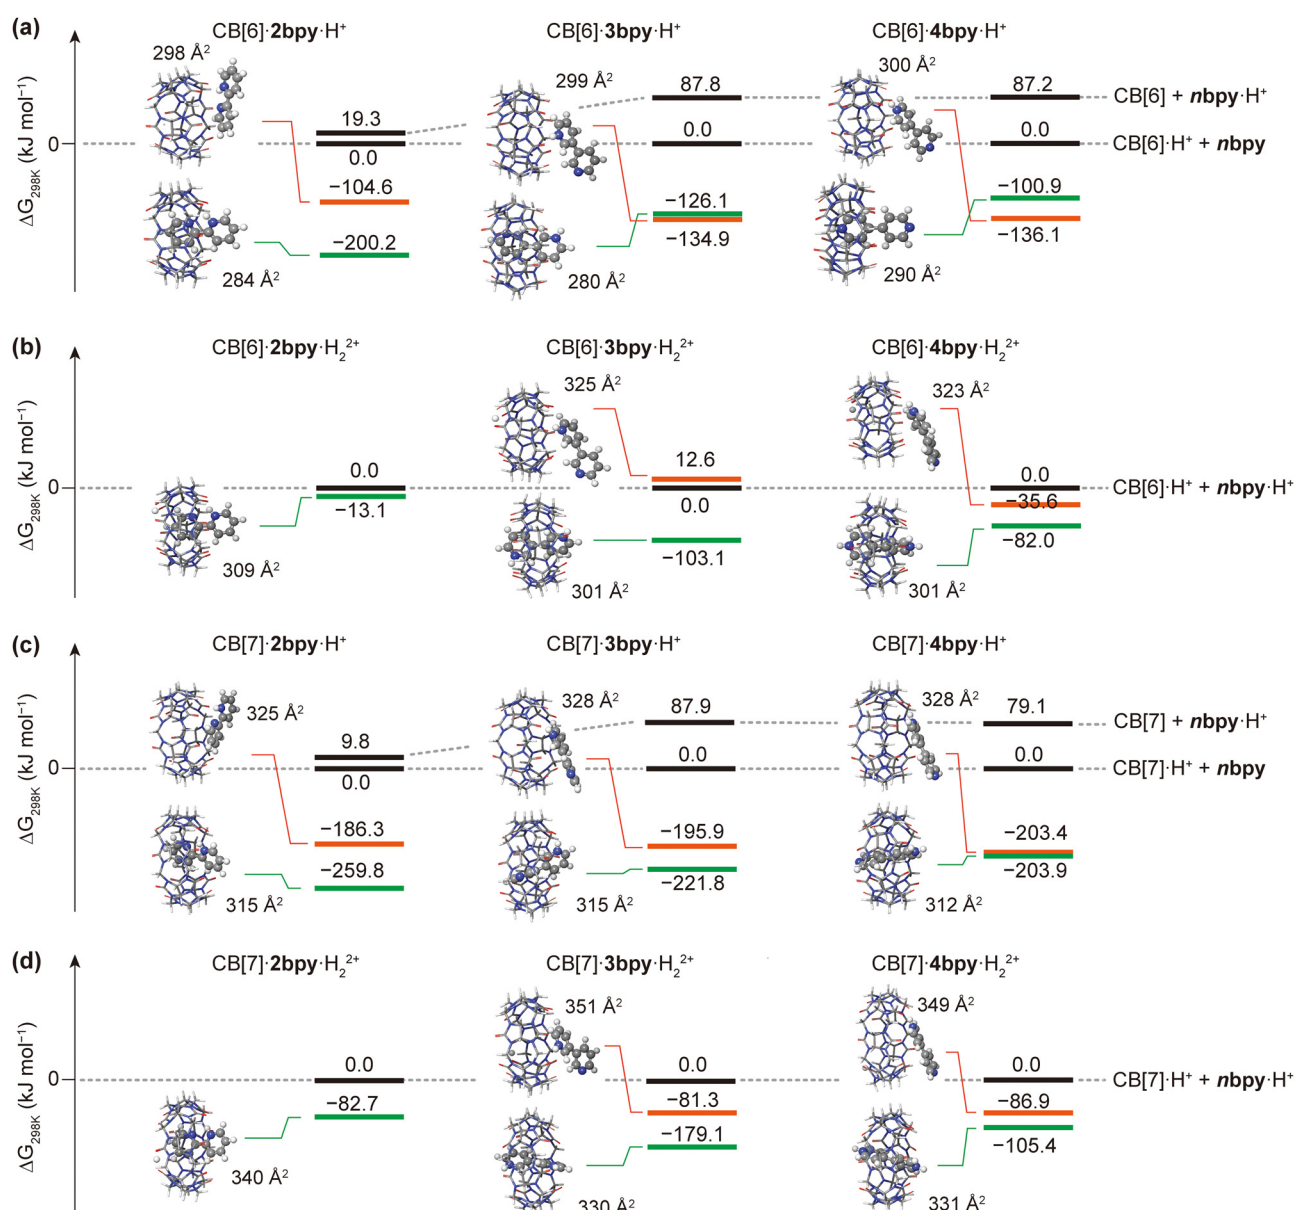 (a)
CB[6]·2bpy·H⁺
CB[6]·3bpy·H⁺
CB[6]·4bpy·H⁺
ΔG298K (kJ mol⁻¹)
0
298 Å²
19.3
0.0
−104.6
−200.2
284 Å²
299 Å²
87.8
0.0
−126.1
−134.9
280 Å²
300 Å²
87.2
0.0
−100.9
−136.1
290 Å²
CB[6] + nbpy·H⁺
CB[6]·H⁺ + nbpy
(b)
CB[6]·2bpy·H₂²⁺
CB[6]·3bpy·H₂²⁺
CB[6]·4bpy·H₂²⁺
ΔG298K (kJ mol⁻¹)
0
0.0
−13.1
309 Å²
325 Å²
12.6
0.0
−103.1
301 Å²
323 Å²
0.0
−35.6
−82.0
301 Å²
CB[6]·H⁺ + nbpy·H⁺
(c)
CB[7]·2bpy·H⁺
CB[7]·3bpy·H⁺
CB[7]·4bpy·H⁺
ΔG298K (kJ mol⁻¹)
0
325 Å²
9.8
0.0
−186.3
−259.8
315 Å²
328 Å²
87.9
0.0
−195.9
−221.8
315 Å²
328 Å²
79.1
0.0
−203.4
−203.9
312 Å²
CB[7] + nbpy·H⁺
CB[7]·H⁺ + nbpy
(d)
CB[7]·2bpy·H₂²⁺
CB[7]·3bpy·H₂²⁺
CB[7]·4bpy·H₂²⁺
ΔG298K (kJ mol⁻¹)
0
0.0
−82.7
340 Å²
351 Å²
0.0
−81.3
−179.1
330 Å²
349 Å²
0.0
−86.9
−105.4
331 Å²
CB[7]·H⁺ + nbpy·H⁺